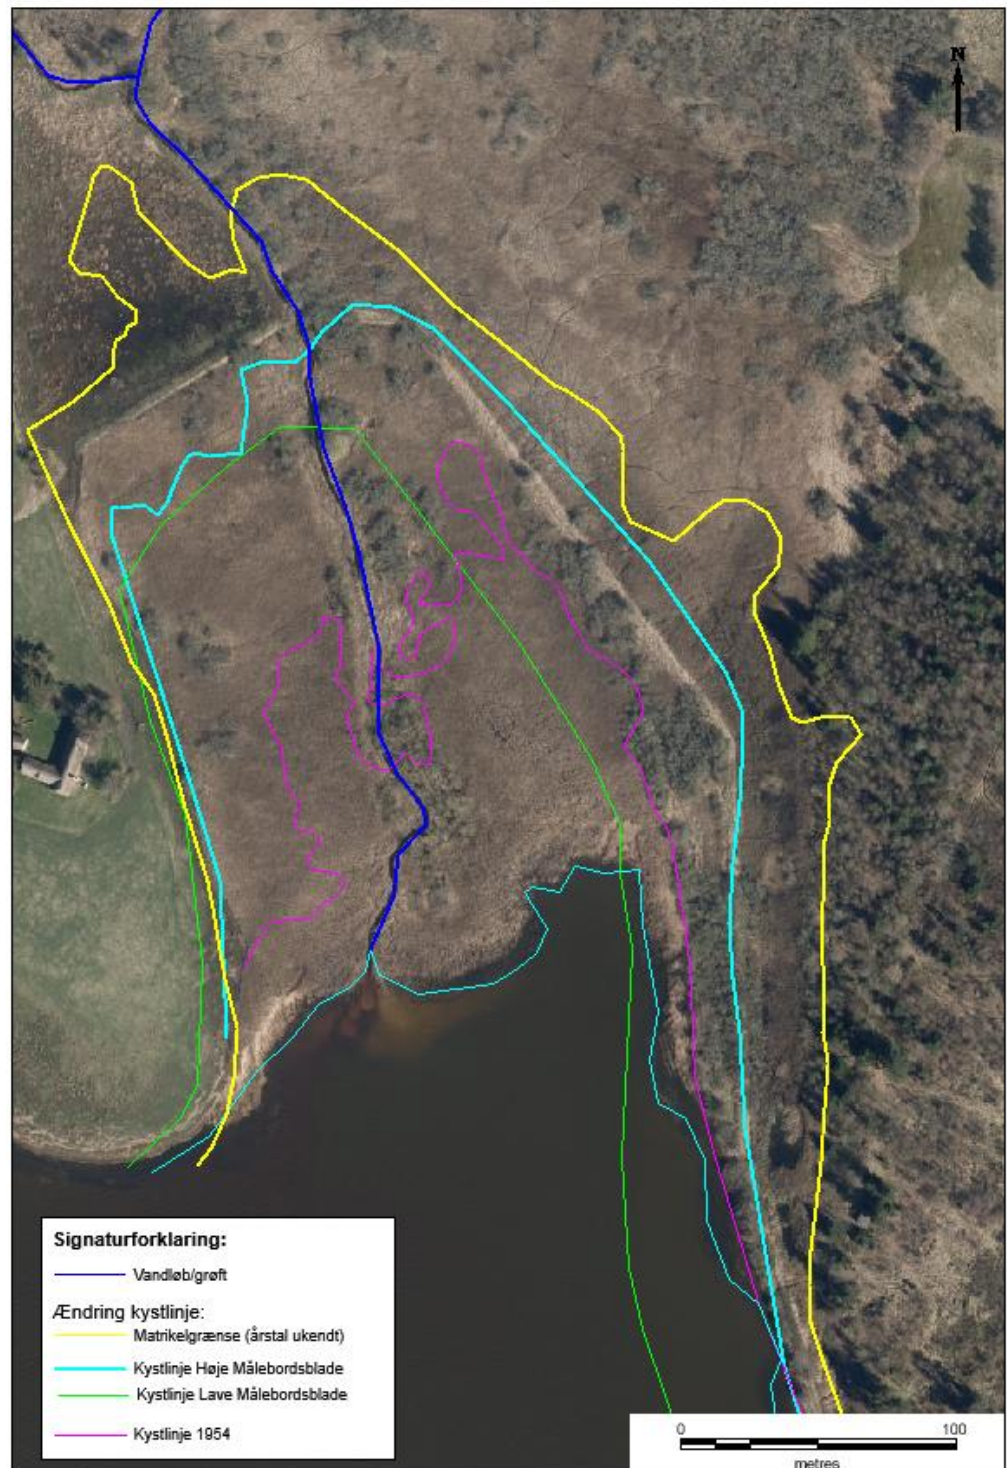 N
Signaturforklaring:
Vandløb/grøft
Ændring kystlinje:
Matrikelgrænse (årstal ukendt)
Kystlinje Høje Målebordsblade
Kystlinje Lave Målebordsblade
Kystlinje 1954
0 100
metres